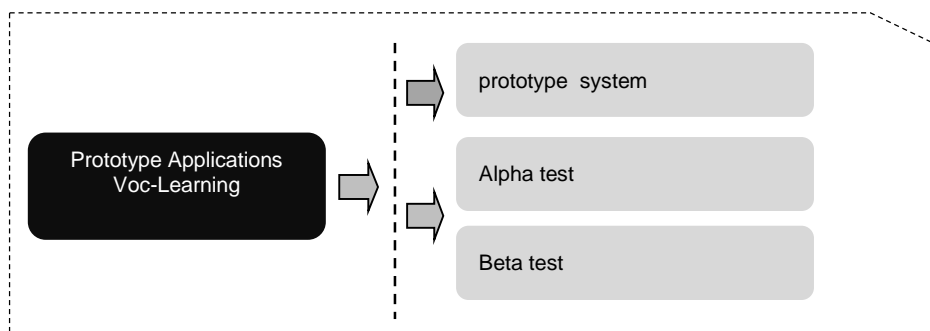 Prototype Applications
Voc-Learning
prototype system
Alpha test
Beta test